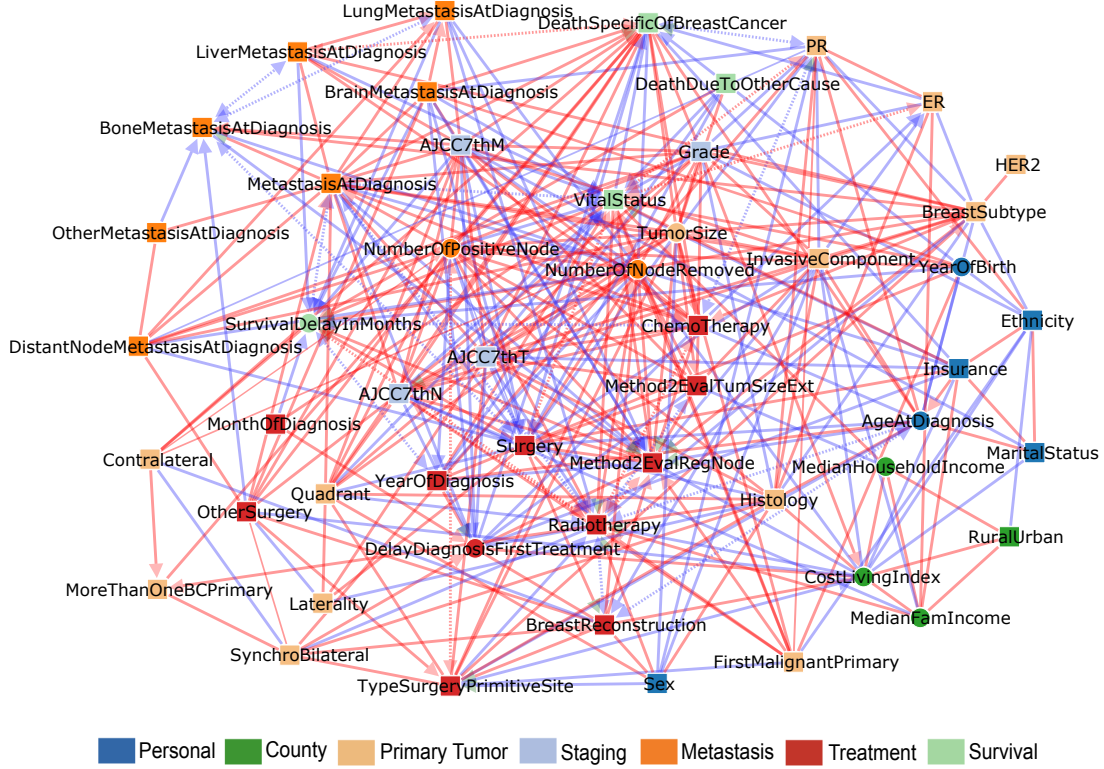 LungMetastasisAtDiagnosis
DeathSpecificOfBreastCancer
PR
LiverMetastasisAtDiagnosis
DeathDueToOtherCause
BrainMetastasisAtDiagnosis
ER
BoneMetastasisAtDiagnosis
AJCC7thM
Grade
HER2
MetastasisAtDiagnosis
VitalStatus
BreastSubtype
OtherMetastasisAtDiagnosis
TumorSize
NumberOfPositiveNode
InvasiveComponent
NumberOfNodeRemoved
YearOfBirth
SurvivalDelayInMonths
ChemoTherapy
Ethnicity
DistantNodeMetastasisAtDiagnosis
AJCC7thT
Insurance
AJCC7thN
Method2EvalTumSizeExt
MonthOfDiagnosis
AgeAtDiagnosis
Surgery
Contralateral
Method2EvalRegNode
MedianHouseholdIncome
MaritalStatus
YearOfDiagnosis
Quadrant
Histology
OtherSurgery
Radiotherapy
RuralUrban
DelayDiagnosisFirstTreatment
CostLivingIndex
MoreThanOneBCPrimary
Laterality
MedianFamIncome
BreastReconstruction
SynchroBilateral
FirstMalignantPrimary
TypeSurgeryPrimitiveSite
Sex
Personal County Primary Tumor Staging Metastasis Treatment Survival